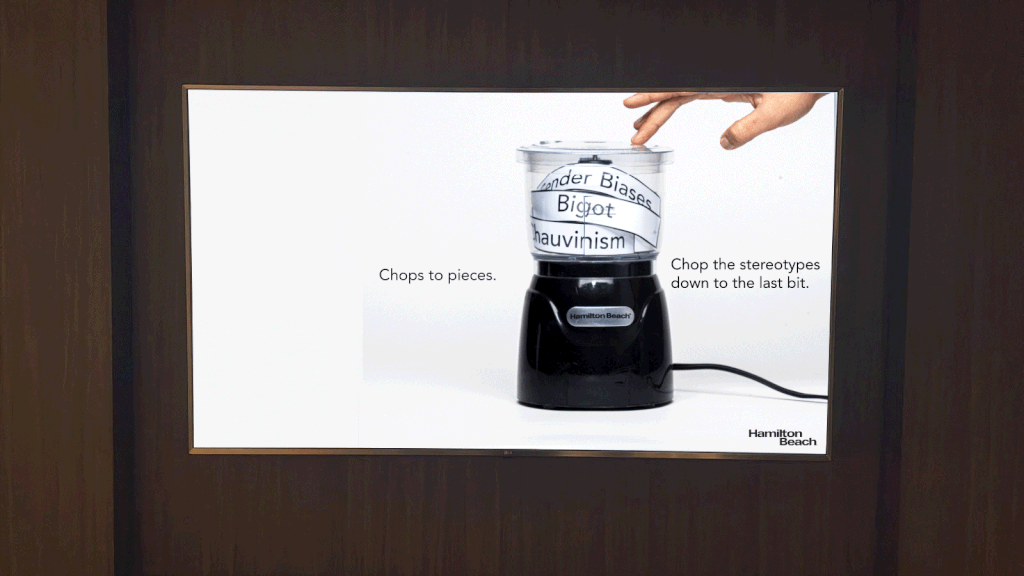 ender Biases
Bigot
hauvinism
Chops to pieces.
Chop the stereotypes
down to the last bit.
Hamilton Beach
Hamilton
Beach